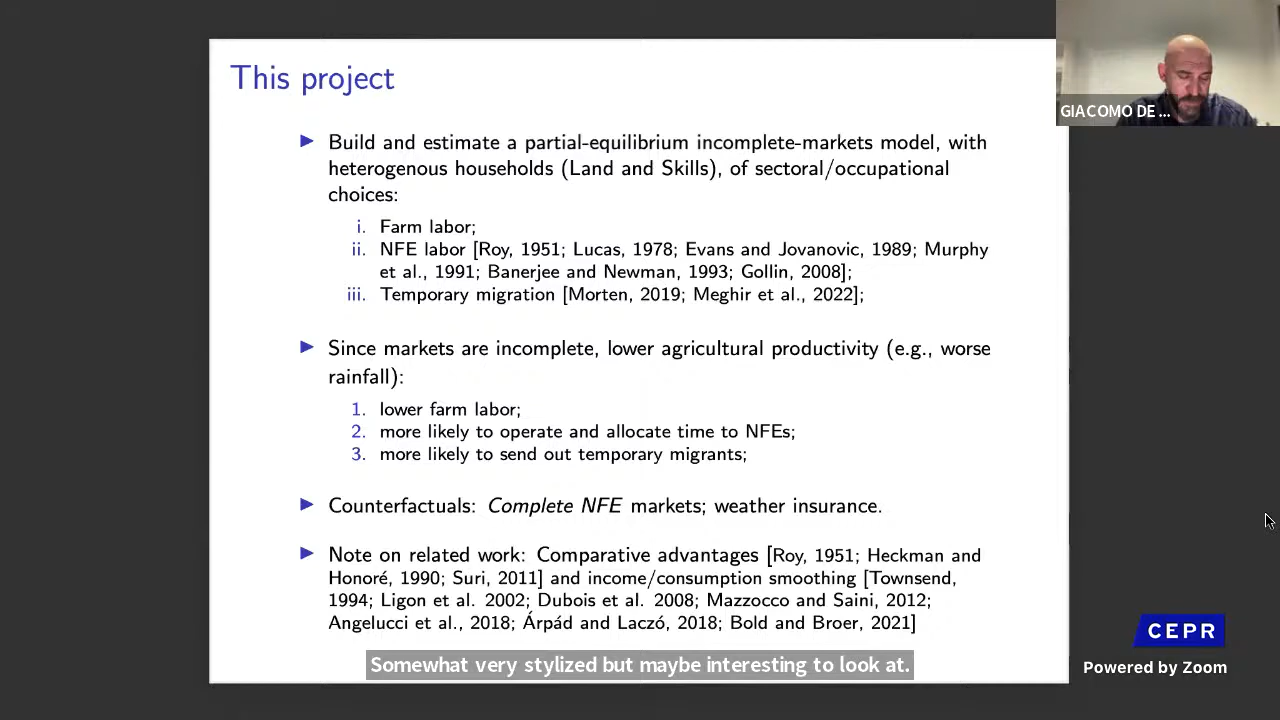 This project
GIACOMO DE ...
▶ Build and estimate a partial-equilibrium incomplete-markets model, with
heterogenous households (Land and Skills), of sectoral/occupational
choices:
i. Farm labor;
ii. NFE labor [Roy, 1951; Lucas, 1978; Evans and Jovanovic, 1989; Murphy
et al., 1991; Banerjee and Newman, 1993; Gollin, 2008];
iii. Temporary migration [Morten, 2019; Meghir et al., 2022];
▶ Since markets are incomplete, lower agricultural productivity (e.g., worse
rainfall):
1. lower farm labor;
2. more likely to operate and allocate time to NFEs;
3. more likely to send out temporary migrants;
▶ Counterfactuals: Complete NFE markets; weather insurance.
▶ Note on related work: Comparative advantages [Roy, 1951; Heckman and
Honoré, 1990; Suri, 2011] and income/consumption smoothing [Townsend,
1994; Ligon et al. 2002; Dubois et al. 2008; Mazzocco and Saini, 2012;
Angelucci et al., 2018; Árpád and Laczó, 2018; Bold and Broer, 2021]
Somewhat very stylized but maybe interesting to look at.
CEPR
Powered by Zoom